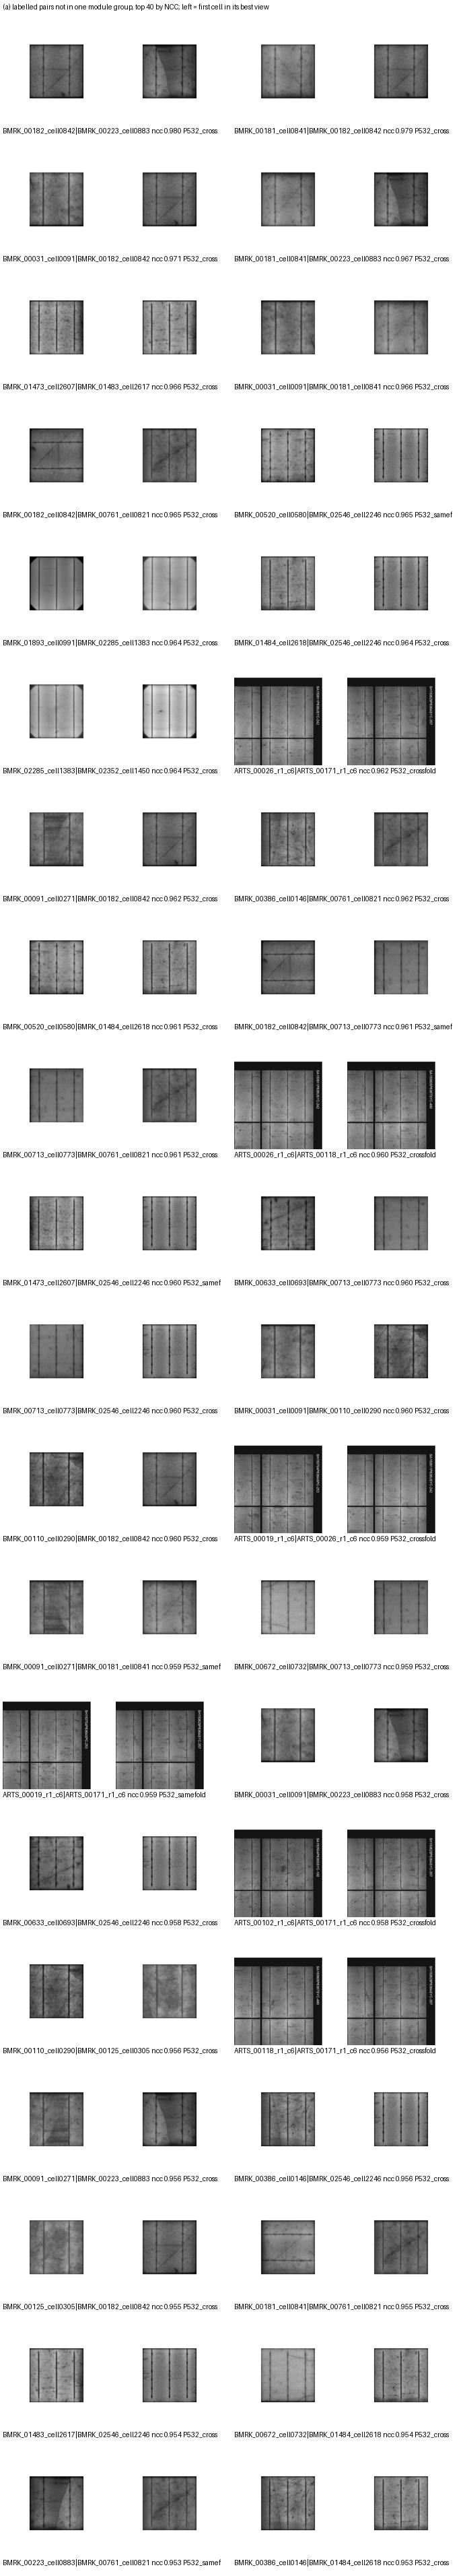 (a) labelled pairs not in one module group, top 40 by NCC; left = first cell in its best view
BMRK_00182_cell0842|BMRK_00223_cell0883 ncc 0.980 P532_cross
BMRK_00181_cell0841|BMRK_00182_cell0842 ncc 0.979 P532_cross
BMRK_00031_cell0091|BMRK_00182_cell0842 ncc 0.971 P532_cross
BMRK_00181_cell0841|BMRK_00223_cell0883 ncc 0.967 P532_cross
BMRK_01473_cell2607|BMRK_01483_cell2617 ncc 0.966 P532_cross
BMRK_00031_cell0091|BMRK_00181_cell0841 ncc 0.966 P532_cross
BMRK_00182_cell0842|BMRK_00761_cell0821 ncc 0.965 P532_cross
BMRK_00520_cell0580|BMRK_02546_cell2246 ncc 0.965 P532_samef
BMRK_01893_cell0991|BMRK_02285_cell1383 ncc 0.964 P532_cross
BMRK_01484_cell2618|BMRK_02546_cell2246 ncc 0.964 P532_cross
BMRK_02285_cell1383|BMRK_02352_cell1450 ncc 0.964 P532_cross
ARTS_00026_r1_c6|ARTS_00171_r1_c6 ncc 0.962 P532_crossfold
BMRK_00091_cell0271|BMRK_00182_cell0842 ncc 0.962 P532_cross
BMRK_00386_cell0146|BMRK_00761_cell0821 ncc 0.962 P532_cross
BMRK_00520_cell0580|BMRK_01484_cell2618 ncc 0.961 P532_cross
BMRK_00182_cell0842|BMRK_00713_cell0773 ncc 0.961 P532_samef
BMRK_00713_cell0773|BMRK_00761_cell0821 ncc 0.961 P532_cross
ARTS_00026_r1_c6|ARTS_00118_r1_c6 ncc 0.960 P532_crossfold
BMRK_01473_cell2607|BMRK_02546_cell2246 ncc 0.960 P532_samef
BMRK_00633_cell0693|BMRK_00713_cell0773 ncc 0.960 P532_cross
BMRK_00713_cell0773|BMRK_02546_cell2246 ncc 0.960 P532_cross
BMRK_00031_cell0091|BMRK_00110_cell0290 ncc 0.960 P532_cross
BMRK_00110_cell0290|BMRK_00182_cell0842 ncc 0.960 P532_cross
ARTS_00019_r1_c6|ARTS_00026_r1_c6 ncc 0.959 P532_crossfold
BMRK_00091_cell0271|BMRK_00181_cell0841 ncc 0.959 P532_samef
BMRK_00672_cell0732|BMRK_00713_cell0773 ncc 0.959 P532_cross
ARTS_00019_r1_c6|ARTS_00171_r1_c6 ncc 0.959 P532_samefold
BMRK_00031_cell0091|BMRK_00223_cell0883 ncc 0.958 P532_cross
BMRK_00633_cell0693|BMRK_02546_cell2246 ncc 0.958 P532_cross
ARTS_00102_r1_c6|ARTS_00171_r1_c6 ncc 0.958 P532_crossfold
BMRK_00110_cell0290|BMRK_00125_cell0305 ncc 0.956 P532_cross
ARTS_00118_r1_c6|ARTS_00171_r1_c6 ncc 0.956 P532_crossfold
BMRK_00091_cell0271|BMRK_00223_cell0883 ncc 0.956 P532_cross
BMRK_00386_cell0146|BMRK_02546_cell2246 ncc 0.956 P532_cross
BMRK_00125_cell0305|BMRK_00182_cell0842 ncc 0.955 P532_cross
BMRK_00181_cell0841|BMRK_00761_cell0821 ncc 0.955 P532_cross
BMRK_01483_cell2617|BMRK_02546_cell2246 ncc 0.954 P532_cross
BMRK_00672_cell0732|BMRK_01484_cell2618 ncc 0.954 P532_cross
BMRK_00223_cell0883|BMRK_00761_cell0821 ncc 0.953 P532_samef
BMRK_00386_cell0146|BMRK_01484_cell2618 ncc 0.953 P532_cross